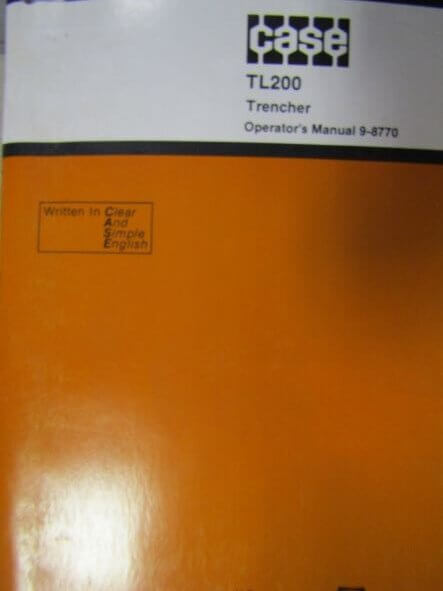 case
TL200
Trencher
Operator's Manual 9-8770
Written In Clear
And
Simple
English